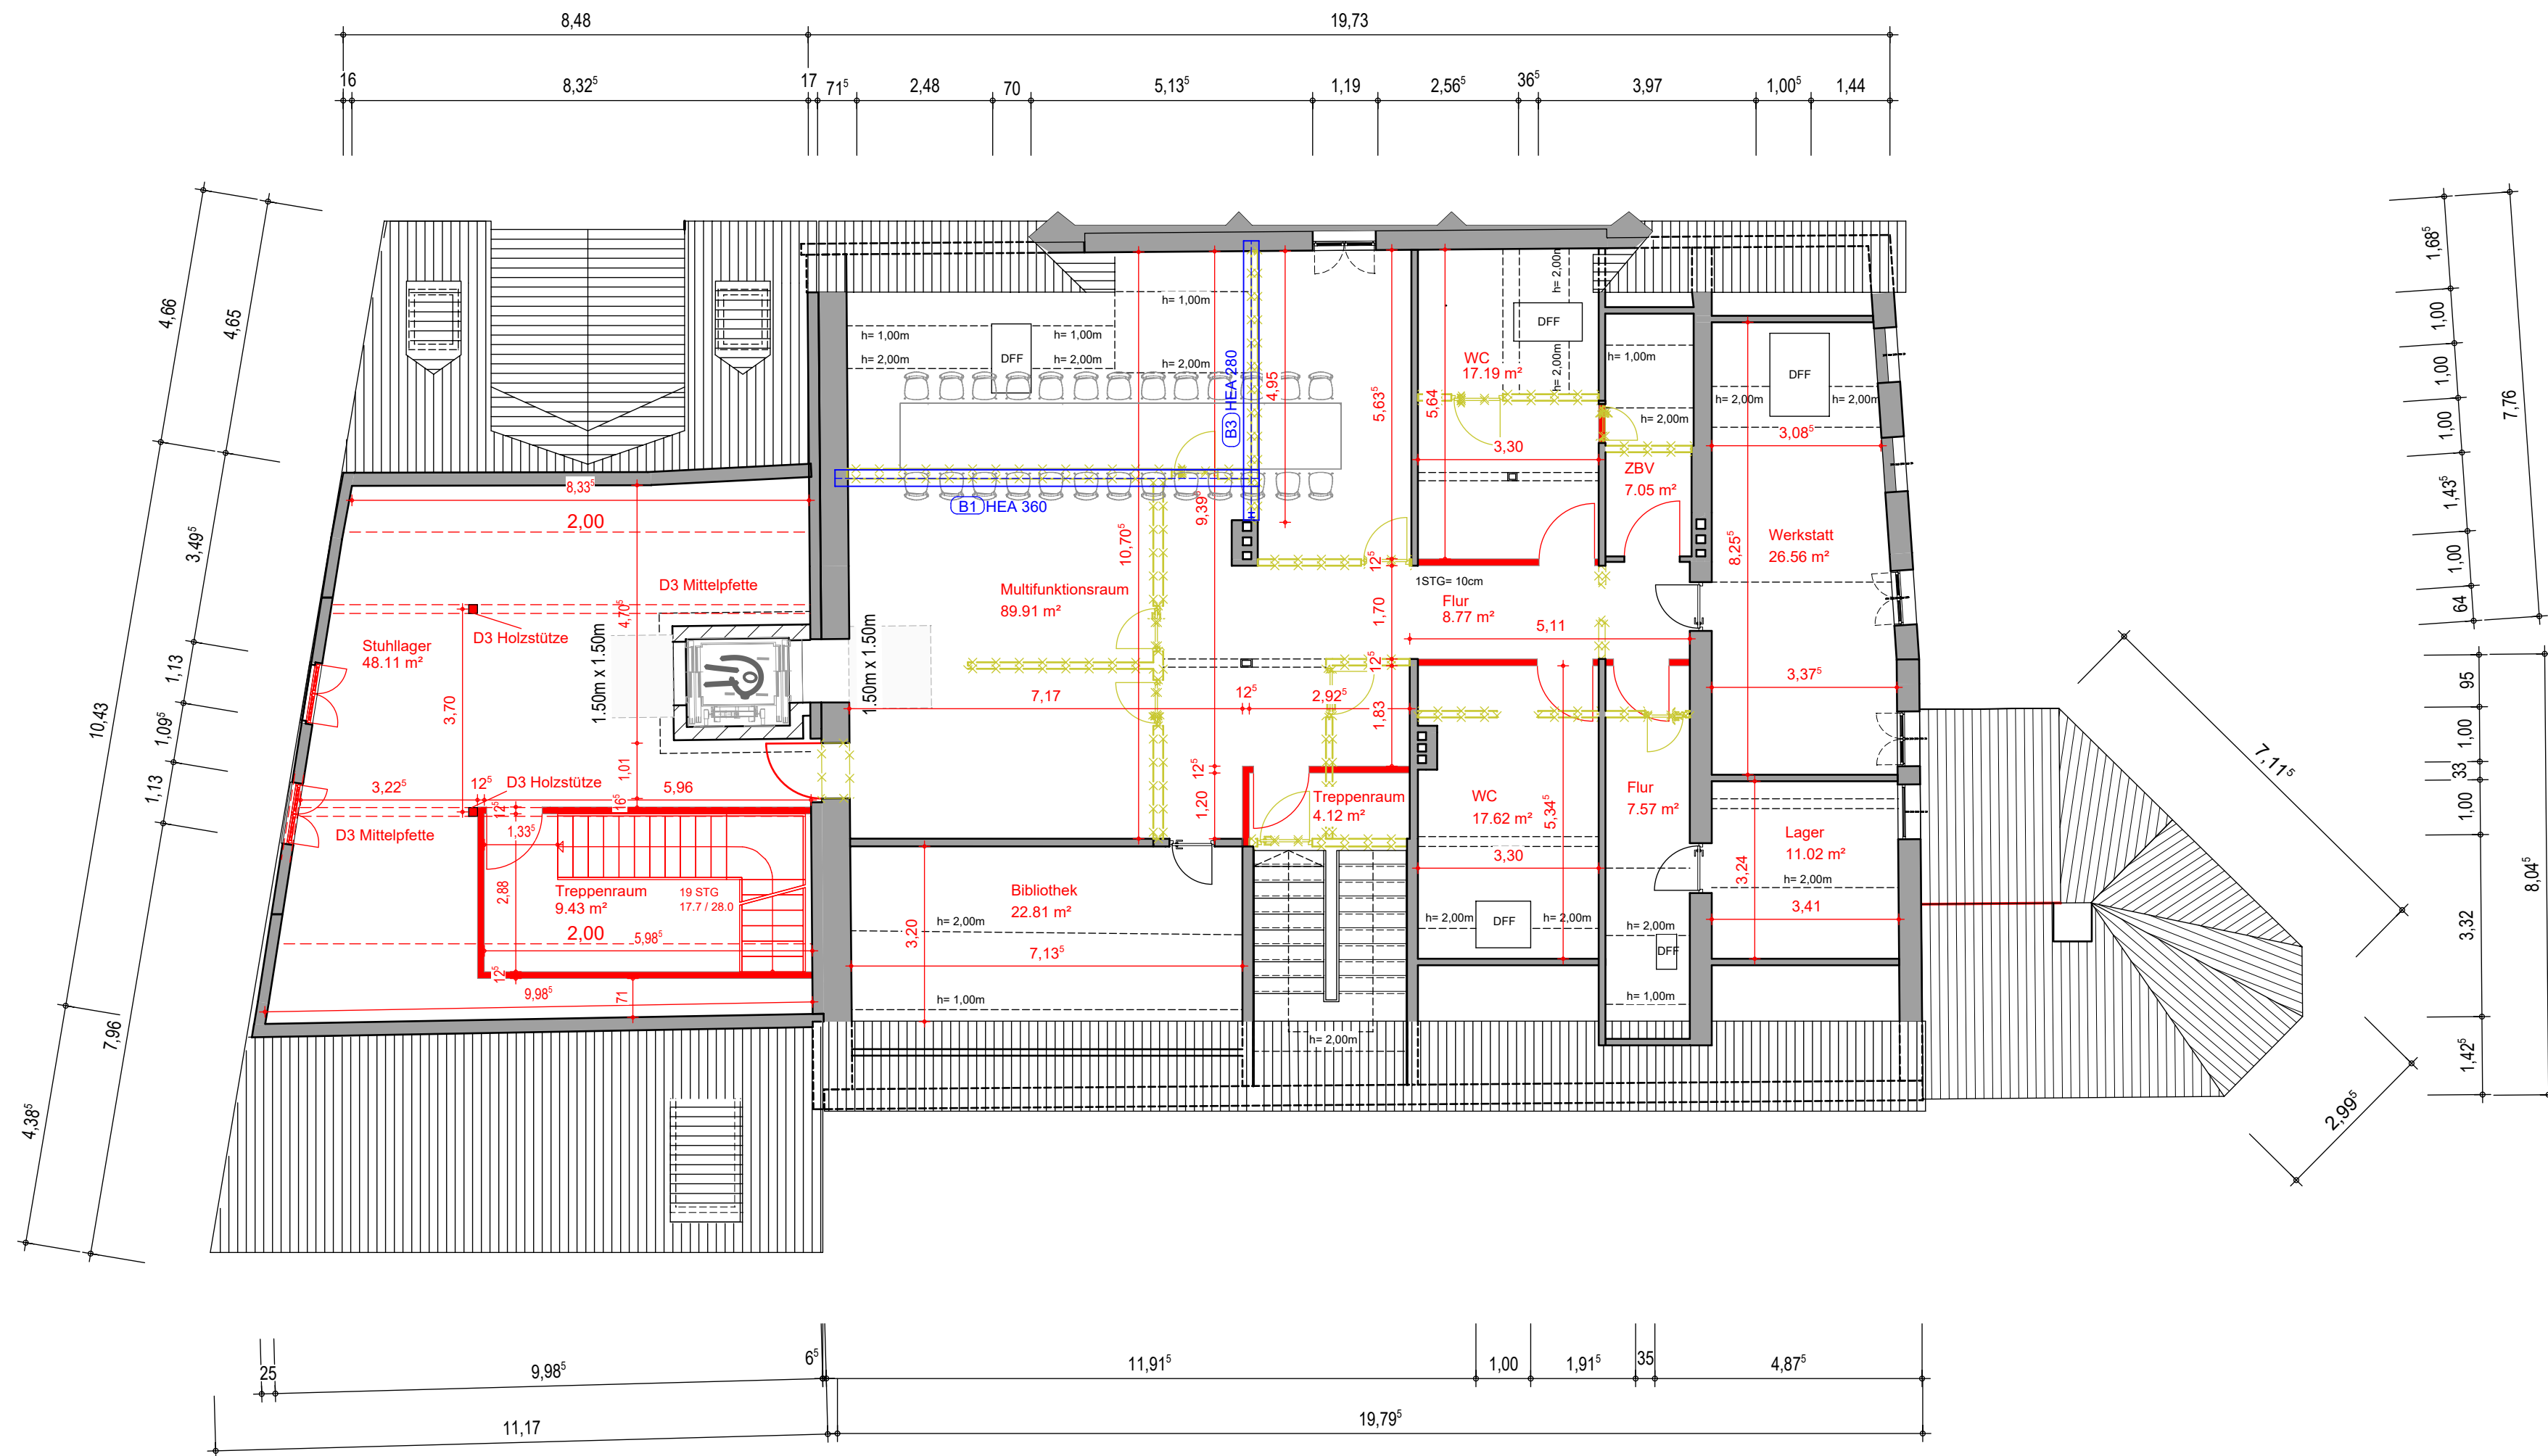 8,48
19,73
16
8,32⁵
17
71⁵
2,48
70
5,13⁵
1,19
2,56⁵
36⁵
3,97
1,00⁵
1,44
4,66
4,65
3,49⁵
1,13
1,09⁵
1,13
10,43
7,96
4,38⁵
1,68⁵
1,00
1,00
1,00
1,43⁵
1,00
64
7,76
95
1,00
33
1,00
3,32
1,42⁵
8,04⁵
7,11⁵
2,99⁵
8,33⁵
2,00
D3 Mittelpfette
4,70⁵
D3 Holzstütze
Stuhllager
48.11 m²
3,70
1.50m x 1.50m
1.50m x 1.50m
1,01
3,22⁵
12⁵
D3 Holzstütze
5,96
16⁵
12⁵
D3 Mittelpfette
1,33⁵
2,88
Treppenraum
9.43 m²
19 STG
17.7 / 28.0
2,00
5,98⁵
12⁵
9,98⁵
71
h= 1,00m
h= 1,00m
h= 1,00m
h= 2,00m
DFF
h= 2,00m
h= 2,00m
B3 HEA 280
4,95
B1 HEA 360
9,39⁵
10,70⁵
Multifunktionsraum
89.91 m²
7,17
12⁵
2,92⁵
5,63⁵
5,64
12⁵
1,70
12⁵
1,83
12⁵
1,20
h= 2,00m
h= 2,00m
DFF
WC
17.19 m²
3,30
h= 1,00m
h= 2,00m
ZBV
7.05 m²
DFF
h= 2,00m
h= 2,00m
3,08⁵
8,25⁵
Werkstatt
26.56 m²
1STG= 10cm
Flur
8.77 m²
5,11
3,37⁵
Treppenraum
4.12 m²
WC
17.62 m²
5,34⁵
3,30
Flur
7.57 m²
Lager
11.02 m²
h= 2,00m
3,24
3,41
Bibliothek
22.81 m²
h= 2,00m
3,20
7,13⁵
h= 1,00m
h= 2,00m
h= 2,00m
DFF
h= 2,00m
h= 2,00m
DFF
h= 1,00m
25
9,98⁵
6⁵
11,91⁵
1,00
1,91⁵
35
4,87⁵
11,17
19,79⁵